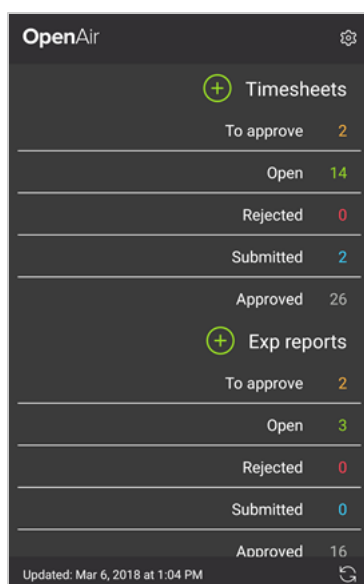 OpenAir
Timesheets
To approve 2
Open 14
Rejected 0
Submitted 2
Approved 26
Exp reports
To approve 2
Open 3
Rejected 0
Submitted 0
Approved 16
Updated: Mar 6, 2018 at 1:04 PM